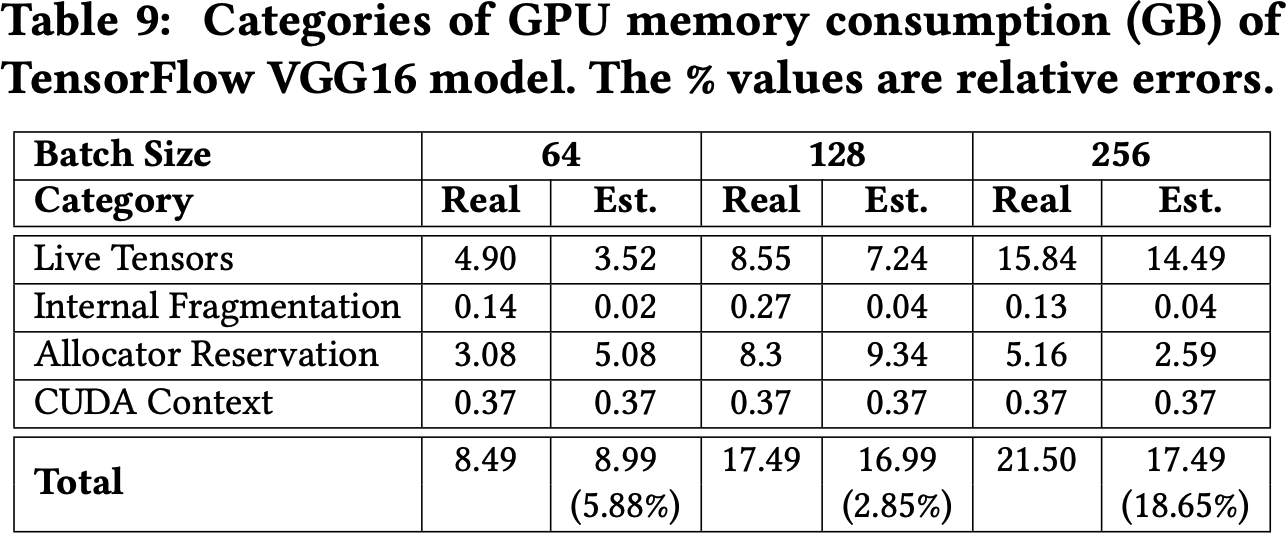 Table 9: Categories of GPU memory consumption (GB) of
TensorFlow VGG16 model. The % values are relative errors.
Batch Size 64 128 256
Category Real Est. Real Est. Real Est.
Live Tensors 4.90 3.52 8.55 7.24 15.84 14.49
Internal Fragmentation 0.14 0.02 0.27 0.04 0.13 0.04
Allocator Reservation 3.08 5.08 8.3 9.34 5.16 2.59
CUDA Context 0.37 0.37 0.37 0.37 0.37 0.37
Total 8.49 8.99 17.49 16.99 21.50 17.49
(5.88%) (2.85%) (18.65%)